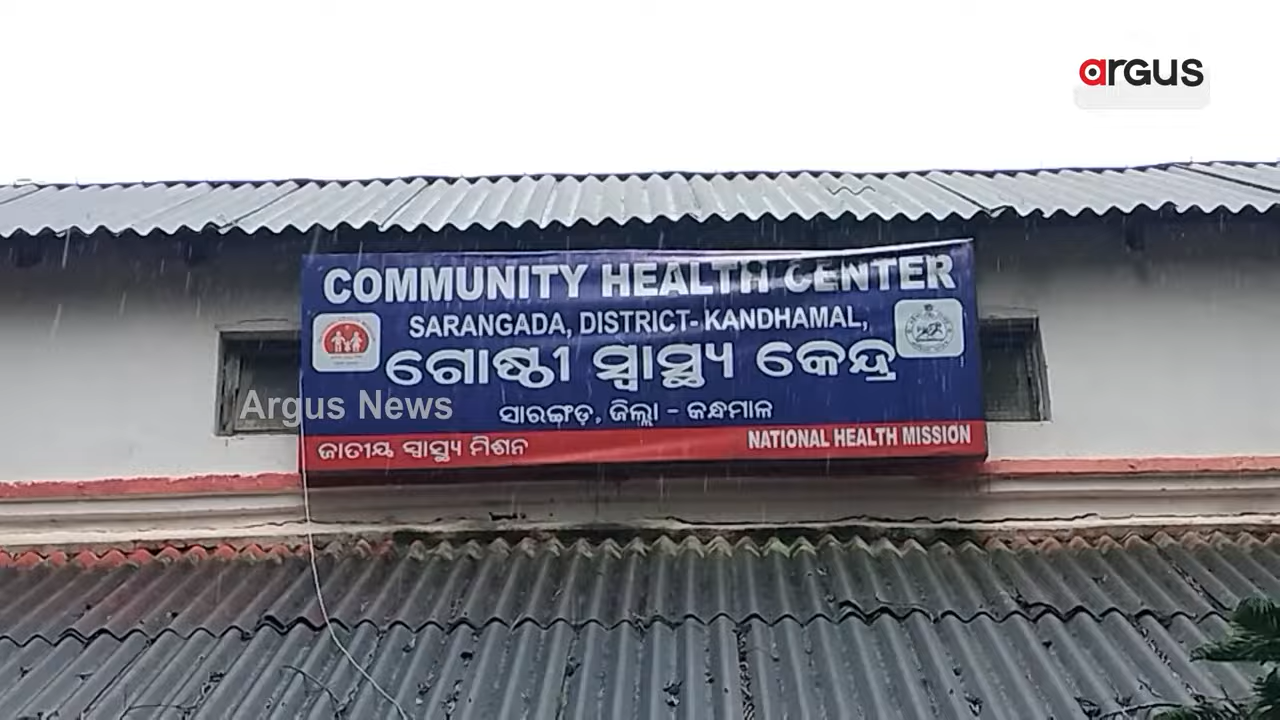 argus
COMMUNITY HEALTH CENTER
SARANGADA, DISTRICT- KANDHAMAL,
ଗୋଷ୍ଠୀ ସ୍ୱାସ୍ଥ୍ୟ କେନ୍ଦ୍ର
Argus News
ସାରଙ୍ଗଡ଼, ଜିଲ୍ଲା - କନ୍ଧମାଳ
ଜାତୀୟ ସ୍ୱାସ୍ଥ୍ୟ ମିଶନ
NATIONAL HEALTH MISSION